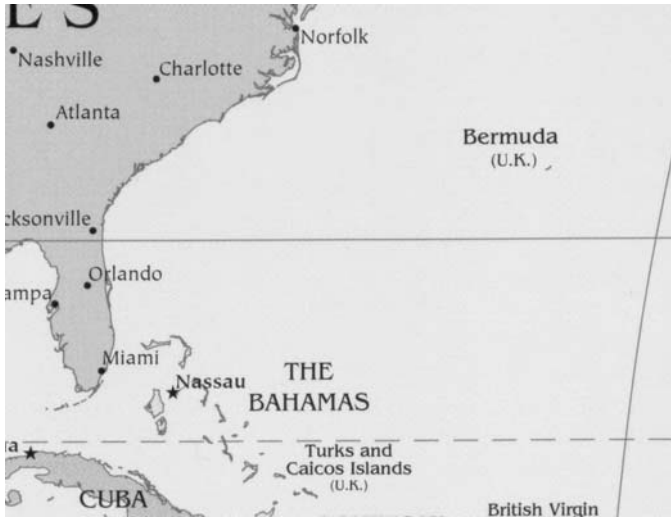 ES
Norfolk
Nashville
Charlotte
Atlanta
Bermuda
(U.K.)
cksonville
Orlando
ampa
Miami
Nassau
THE
BAHAMAS
Turks and
Caicos Islands
(U.K.)
a
CUBA
British Virgin